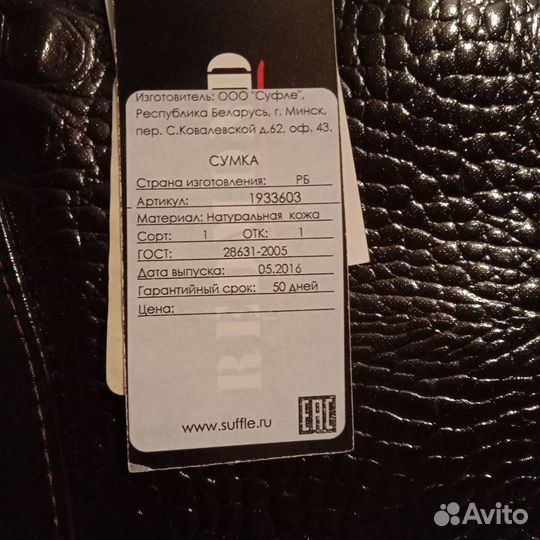 Изготовитель: ООО "Суфле",
Республика Беларусь, г. Минск,
пер. С.Ковалевской д.62, оф. 43.
СУМКА
Страна изготовления: РБ
Артикул: 1933603
Материал: Натуральная кожа
Сорт: 1 ОТК: 1
ГОСТ: 28631-2005
Дата выпуска: 05.2016
Гарантийный срок: 50 дней
Цена:
www.suffle.ru
EAC
Avito